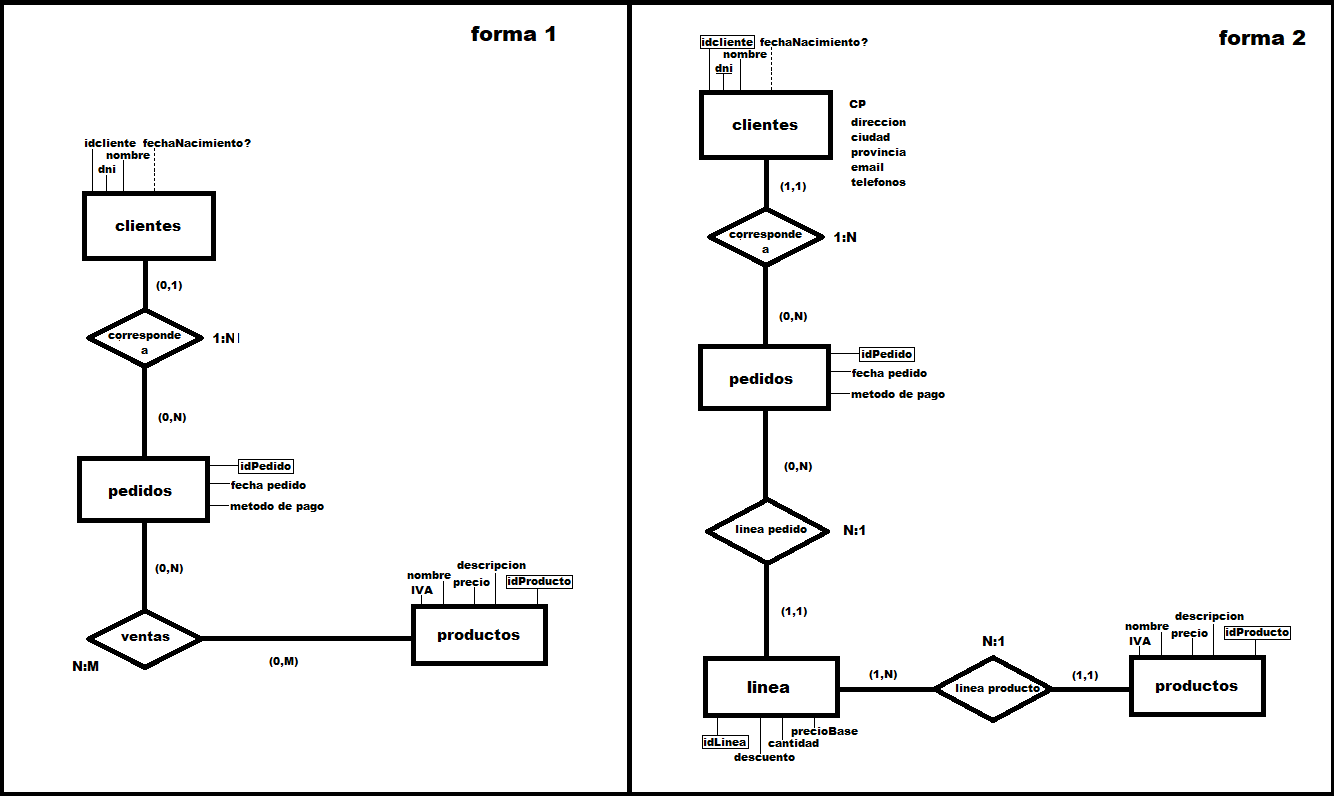 forma 1
idcliente fechaNacimiento?
nombre
dni
clientes
(0,1)
corresponde
a
1:N
(0,N)
pedidos
idPedido
fecha pedido
metodo de pago
(0,N)
ventas
N:M
(0,M)
descripcion
nombre
precio
idProducto
IVA
productos
forma 2
idcliente fechaNacimiento?
nombre
dni
clientes
CP
direccion
ciudad
provincia
email
telefonos
(1,1)
corresponde
a
1:N
(0,N)
pedidos
idPedido
fecha pedido
metodo de pago
(0,N)
linea pedido
N:1
(1,1)
linea
idLinea
precioBase
cantidad
descuento
(1,N)
N:1
linea producto
(1,1)
descripcion
nombre
precio
idProducto
IVA
productos